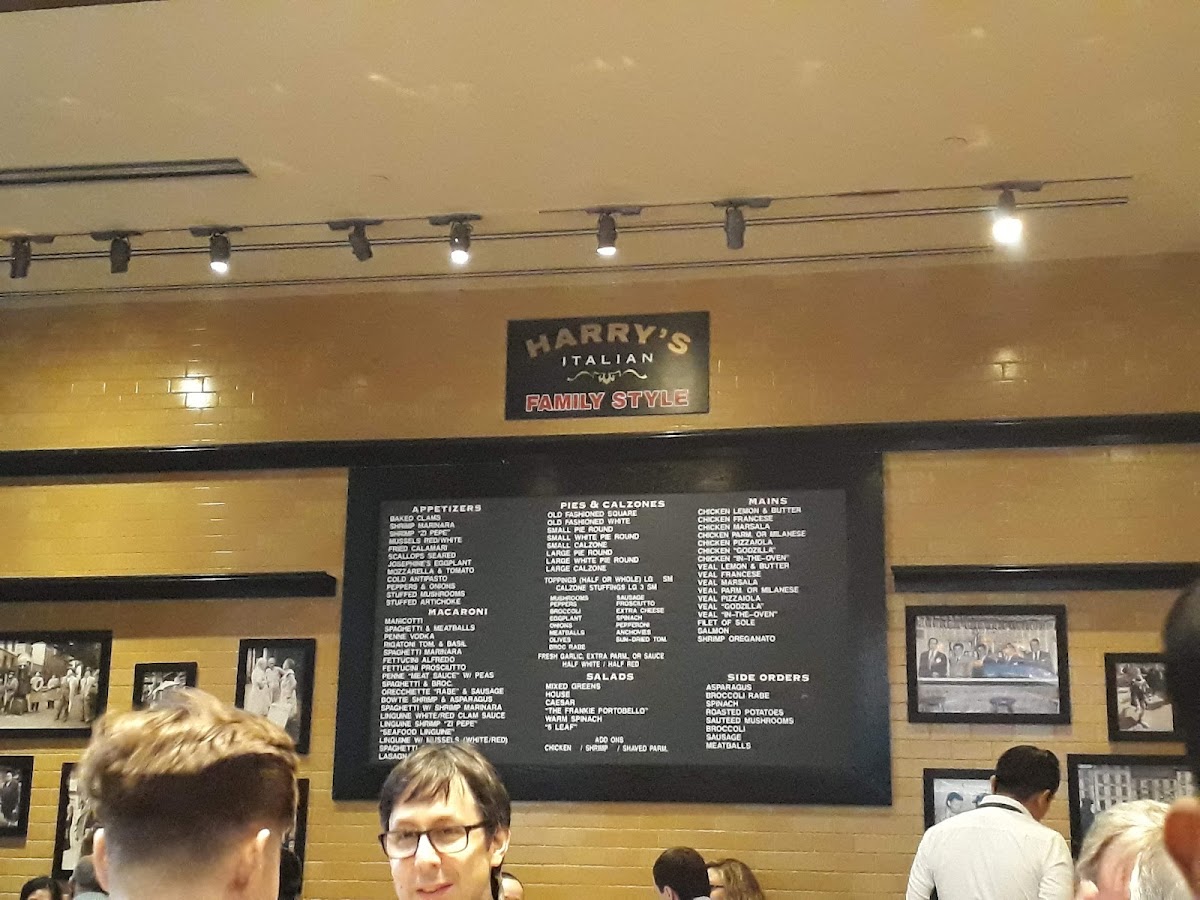 HARRY'S
ITALIAN
FAMILY STYLE
APPETIZERS
BAKED CLAMS
SHRIMP MARINARA
SHRIMP "ZI PEPE"
MUSSELS RED/WHITE
FRIED CALAMARI
SCALLOPS SEARED
JOSEPHINE'S EGGPLANT
MOZZARELLA & TOMATO
COLD ANTIPASTO
PEPPERS & ONIONS
STUFFED MUSHROOMS
STUFFED ARTICHOKE
MACARONI
MANICOTTI
SPAGHETTI & MEATBALLS
PENNE VODKA
RIGATONI TOM. & BASIL
SPAGHETTI MARINARA
FETTUCINI ALFREDO
FETTUCINI PROSCIUTTO
PENNE "MEAT SAUCE" W/ PEAS
SPAGHETTI & BROC.
ORECCHETTE "RABE" & SAUSAGE
BOWTIE SHRIMP & ASPARAGUS
SPAGHETTI W/ SHRIMP MARINARA
LINGUINE WHITE/RED CLAM SAUCE
LINGUINE SHRIMP "ZI PEPE"
"SEAFOOD LINGUINE"
LINGUINI W/ MUSSELS (WHITE/RED)
SPAGHETTI
LASAGN
PIES & CALZONES
OLD FASHIONED SQUARE
OLD FASHIONED WHITE
SMALL PIE ROUND
SMALL WHITE PIE ROUND
SMALL CALZONE
LARGE PIE ROUND
LARGE WHITE PIE ROUND
LARGE CALZONE
TOPPINGS (HALF OR WHOLE) LG SM
CALZONE STUFFINGS LG 3 SM
MUSHROOMS
PEPPERS
BROCCOLI
EGGPLANT
ONIONS
MEATBALLS
OLIVES
BROC RABE
SAUSAGE
PROSCIUTTO
EXTRA CHEESE
SPINACH
PEPPERONI
ANCHOVIES
SUN-DRIED TOM.
FRESH GARLIC, EXTRA PARM. OR SAUCE
HALF WHITE / HALF RED
SALADS
MIXED GREENS
HOUSE
CAESAR
"THE FRANKIE PORTOBELLO"
WARM SPINACH
"5 LEAF"
ADD ONS
CHICKEN / SHRIMP / SHAVED PARM.
MAINS
CHICKEN LEMON & BUTTER
CHICKEN FRANCESE
CHICKEN MARSALA
CHICKEN PARM. OR MILANESE
CHICKEN PIZZAIOLA
CHICKEN "GODZILLA"
CHICKEN "IN-THE-OVEN"
VEAL LEMON & BUTTER
VEAL FRANCESE
VEAL MARSALA
VEAL PARM. OR MILANESE
VEAL PIZZAIOLA
VEAL "GODZILLA"
VEAL "IN-THE-OVEN"
FILET OF SOLE
SALMON
SHRIMP OREGANATO
SIDE ORDERS
ASPARAGUS
BROCCOLI RABE
SPINACH
ROASTED POTATOES
SAUTEED MUSHROOMS
BROCCOLI
SAUSAGE
MEATBALLS